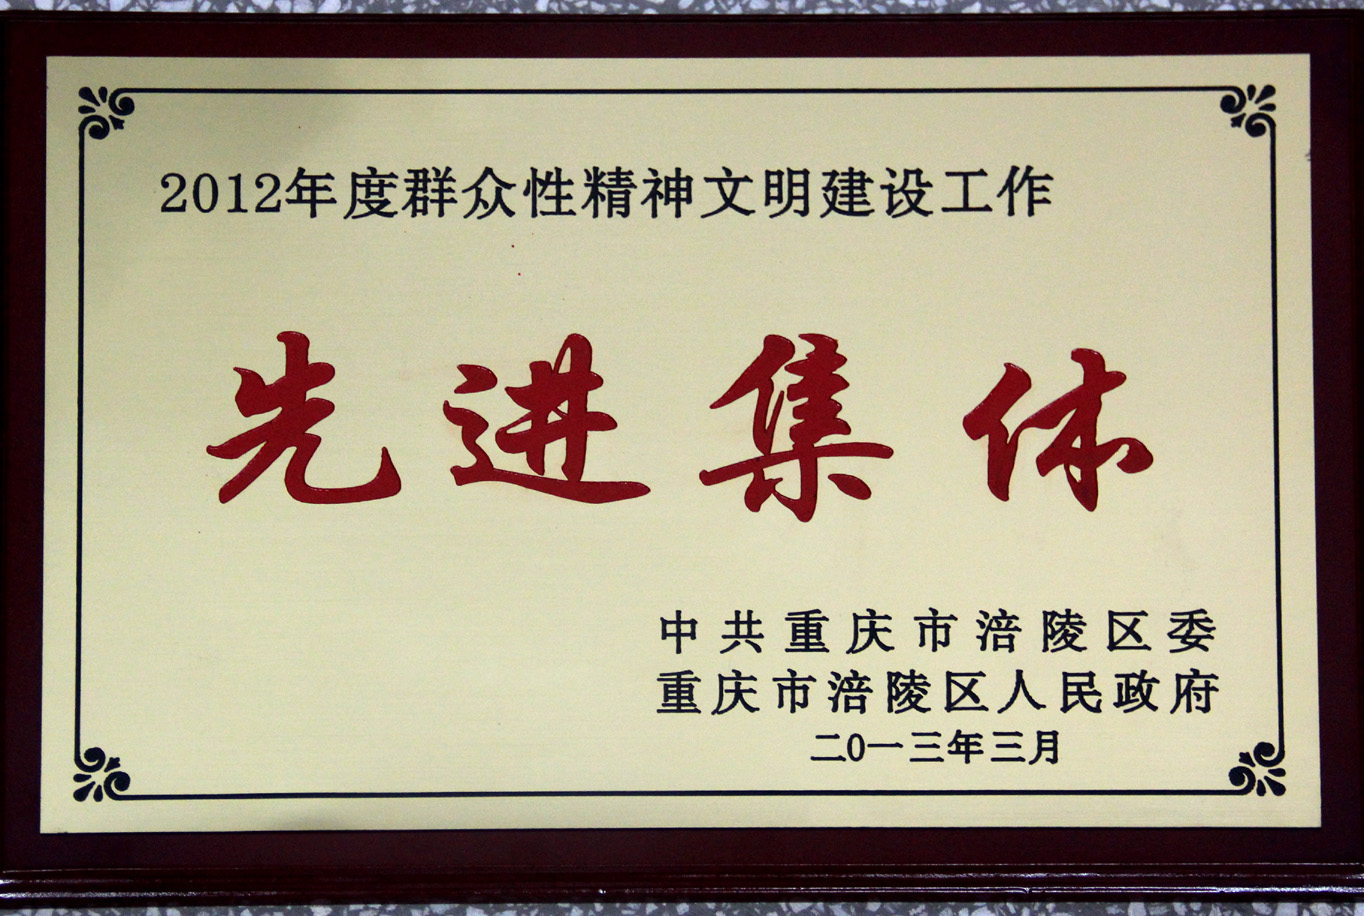 2012年度群众性精神文明建设工作
先进集体
中共重庆市涪陵区委
重庆市涪陵区人民政府
二0一三年三月